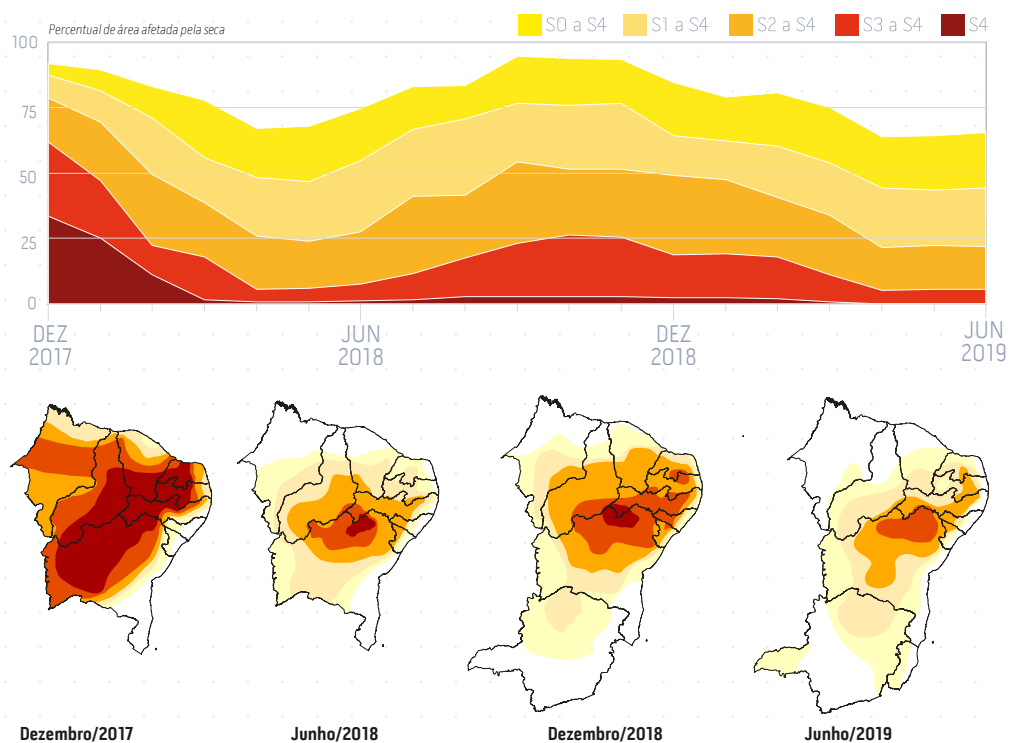 Percentual de área afetada pela seca
S0 a S4
S1 a S4
S2 a S4
S3 a S4
S4
100
75
50
25
0
DEZ
2017
JUN
2018
DEZ
2018
JUN
2019
Dezembro/2017
Junho/2018
Dezembro/2018
Junho/2019